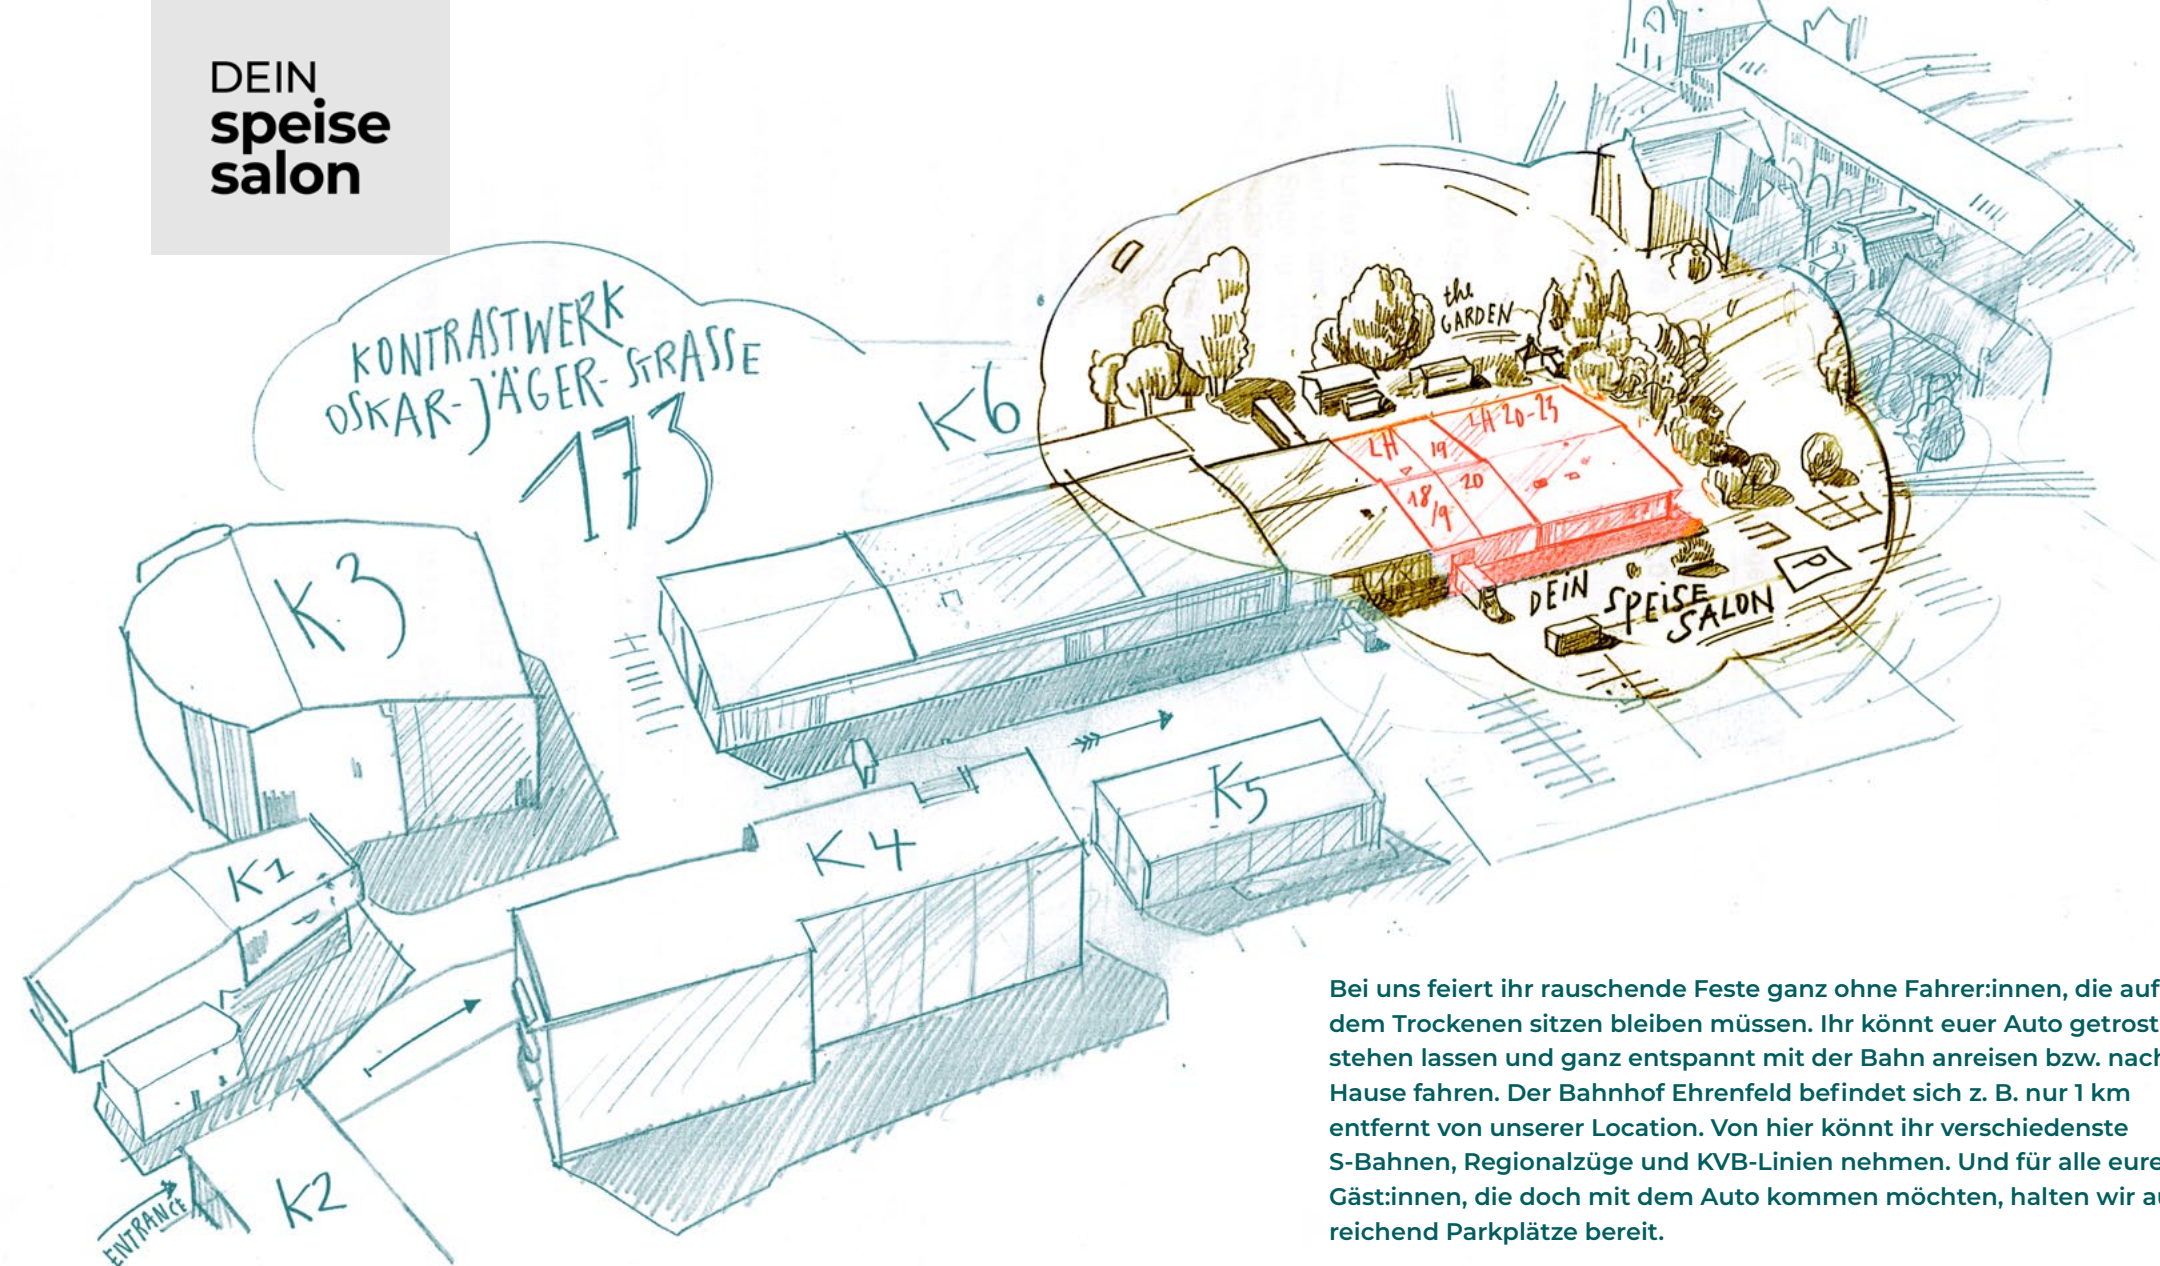 DEIN
speise
salon
KONTRASTWERK
OSKAR-JÄGER-STRASSE
173
K6
the
GARDEN
LH
19
LH 20-23
18
/9
20
P
DEIN
SPEISE
SALON
K3
K5
K4
K1
K2
ENTRANCE
Bei uns feiert ihr rauschende Feste ganz ohne Fahrer:innen, die auf
dem Trockenen sitzen bleiben müssen. Ihr könnt euer Auto getrost
stehen lassen und ganz entspannt mit der Bahn anreisen bzw. nach
Hause fahren. Der Bahnhof Ehrenfeld befindet sich z. B. nur 1 km
entfernt von unserer Location. Von hier könnt ihr verschiedenste
S-Bahnen, Regionalzüge und KVB-Linien nehmen. Und für alle eure
Gäst:innen, die doch mit dem Auto kommen möchten, halten wir au
reichend Parkplätze bereit.